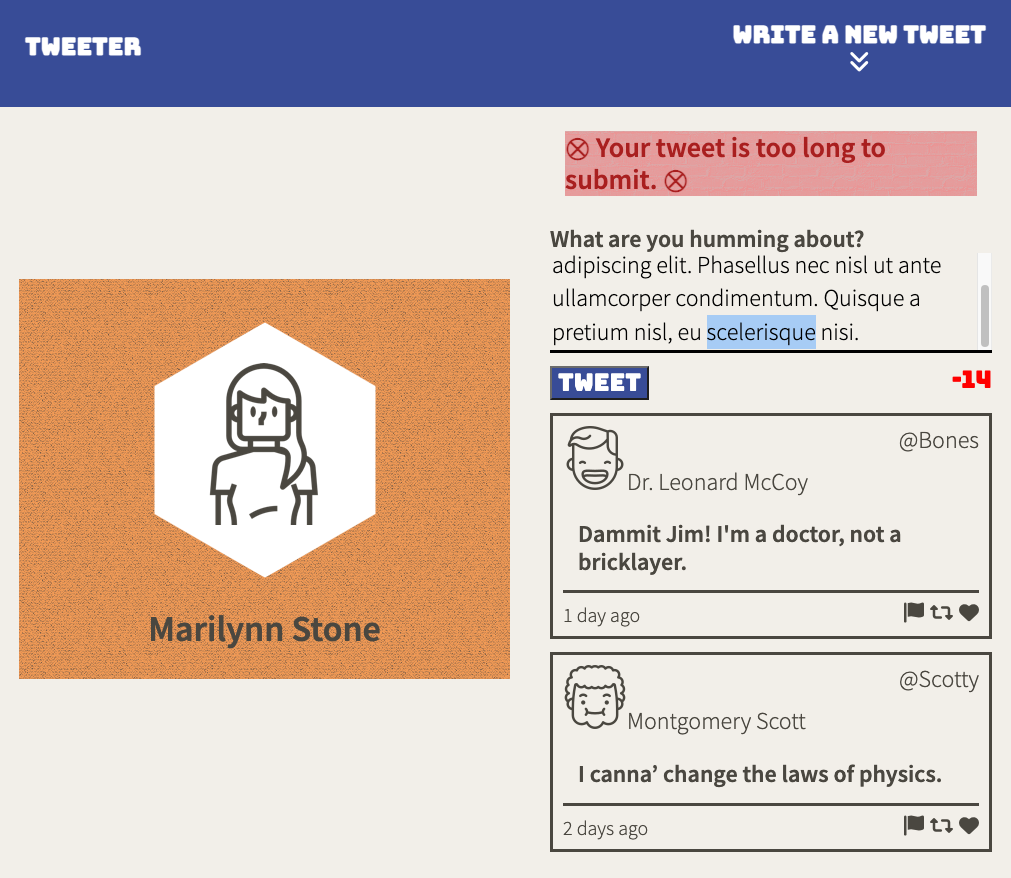 TWEETER
WRITE A NEW TWEET
Your tweet is too long to
submit.
What are you humming about?
adipiscing elit. Phasellus nec nisl ut ante
ullamcorper condimentum. Quisque a
pretium nisl, eu scelerisque nisi.
TWEET
-14
Marilynn Stone
@Bones
Dr. Leonard McCoy
Dammit Jim! I'm a doctor, not a
bricklayer.
1 day ago
@Scotty
Montgomery Scott
I canna’ change the laws of physics.
2 days ago